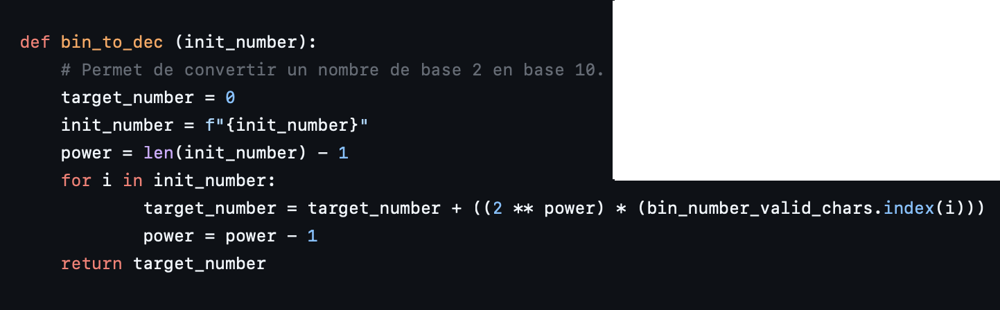 def bin_to_dec (init_number):
    # Permet de convertir un nombre de base 2 en base 10.
    target_number = 0
    init_number = f"{init_number}"
    power = len(init_number) - 1
    for i in init_number:
            target_number = target_number + ((2 ** power) * (bin_number_valid_chars.index(i)))
            power = power - 1
    return target_number